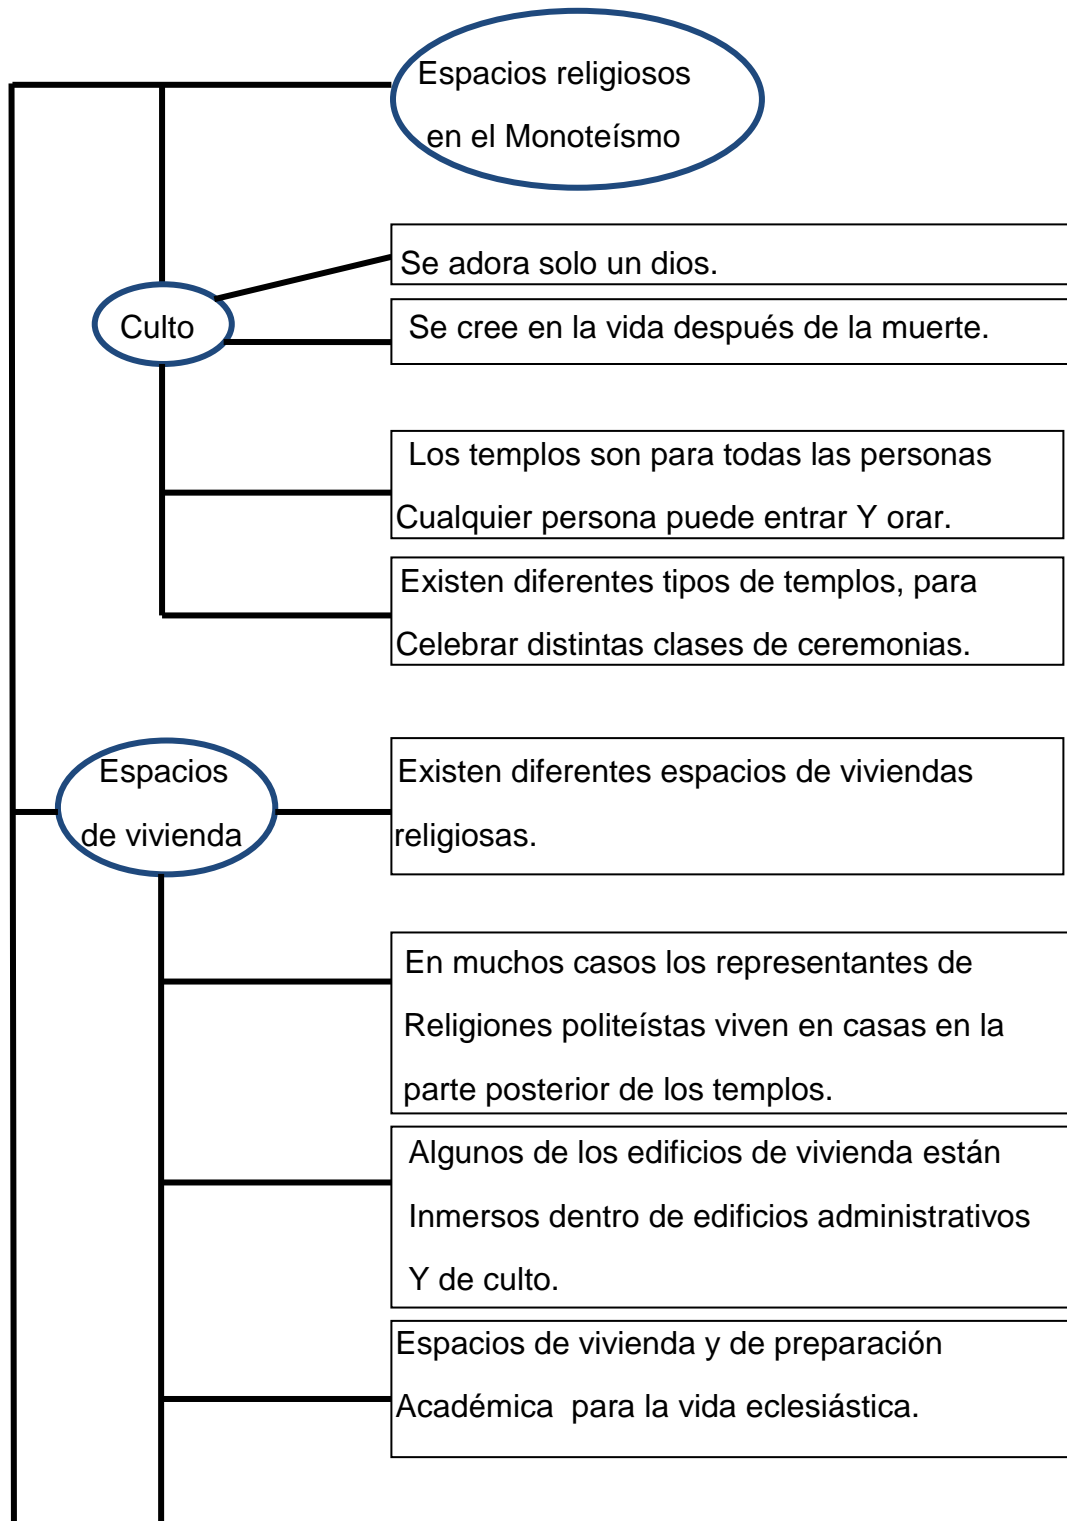 Espacios religiosos
en el Monoteísmo
Se adora solo un dios.
Culto
Se cree en la vida después de la muerte.
Los templos son para todas las personas
Cualquier persona puede entrar Y orar.
Existen diferentes tipos de templos, para
Celebrar distintas clases de ceremonias.
Espacios
de vivienda
Existen diferentes espacios de viviendas
religiosas.
En muchos casos los representantes de
Religiones politeístas viven en casas en la
parte posterior de los templos.
Algunos de los edificios de vivienda están
Inmersos dentro de edificios administrativos
Y de culto.
Espacios de vivienda y de preparación
Académica  para la vida eclesiástica.